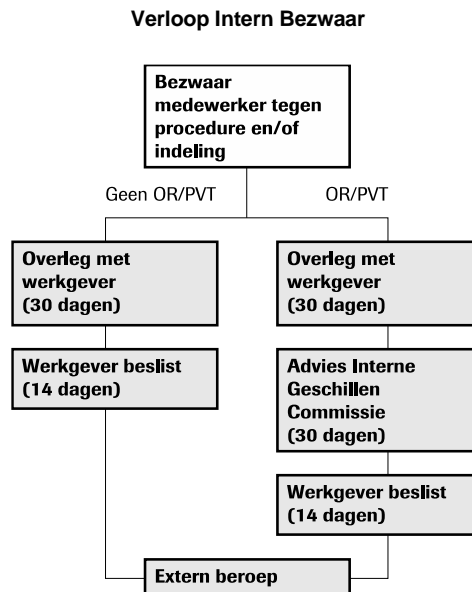 Verloop Intern Bezwaar
Bezwaar
medewerker tegen
procedure en/of
indeling
Geen OR/PVT
OR/PVT
Overleg met
werkgever
(30 dagen)
Overleg met
werkgever
(30 dagen)
Werkgever beslist
(14 dagen)
Advies Interne
Geschillen
Commissie
(30 dagen)
Werkgever beslist
(14 dagen)
Extern beroep